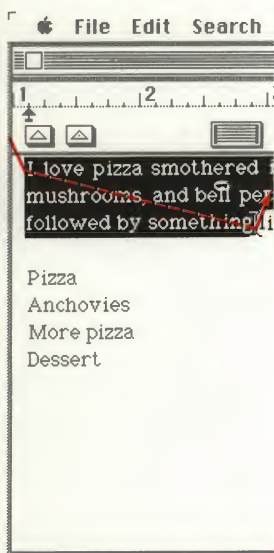 File Edit Search
1 2
I love pizza smothered
mushrooms, and bell
followed by something
Pizza
Anchovies
More pizza
Dessert